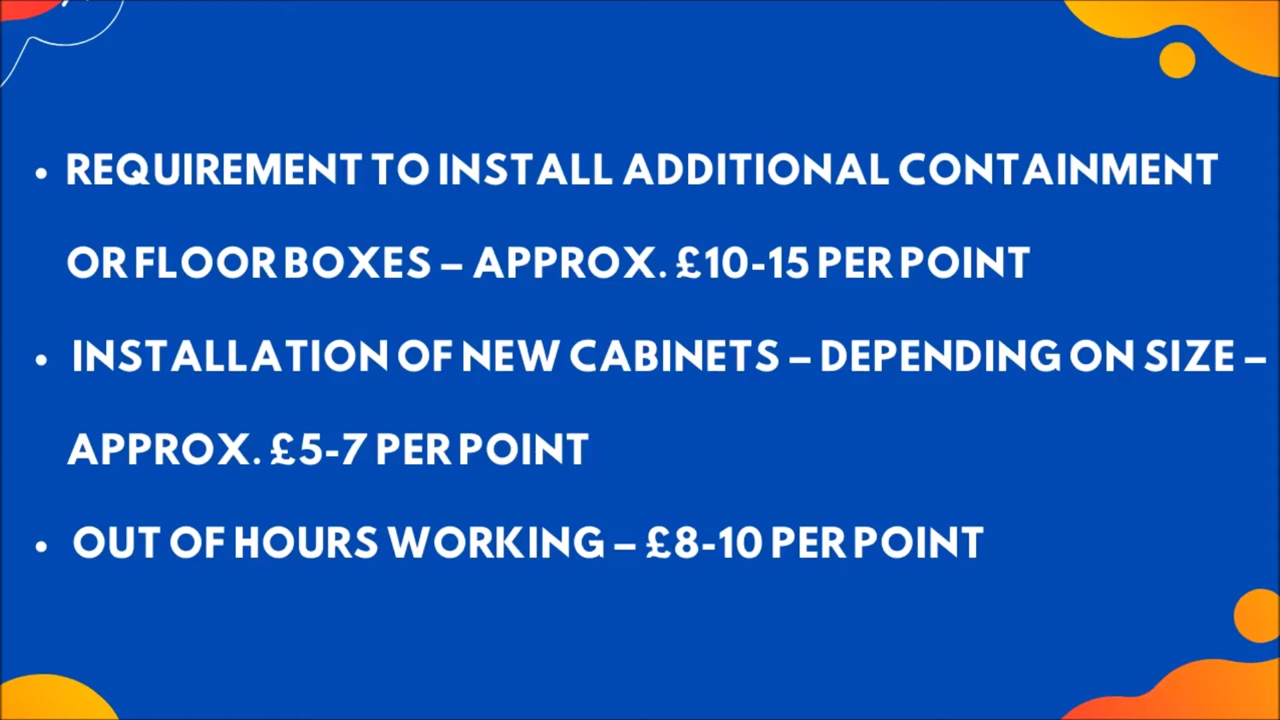 • REQUIREMENT TO INSTALL ADDITIONAL CONTAINMENT
OR FLOOR BOXES – APPROX. £10-15 PER POINT
• INSTALLATION OF NEW CABINETS – DEPENDING ON SIZE –
APPROX. £5-7 PER POINT
• OUT OF HOURS WORKING – £8-10 PER POINT